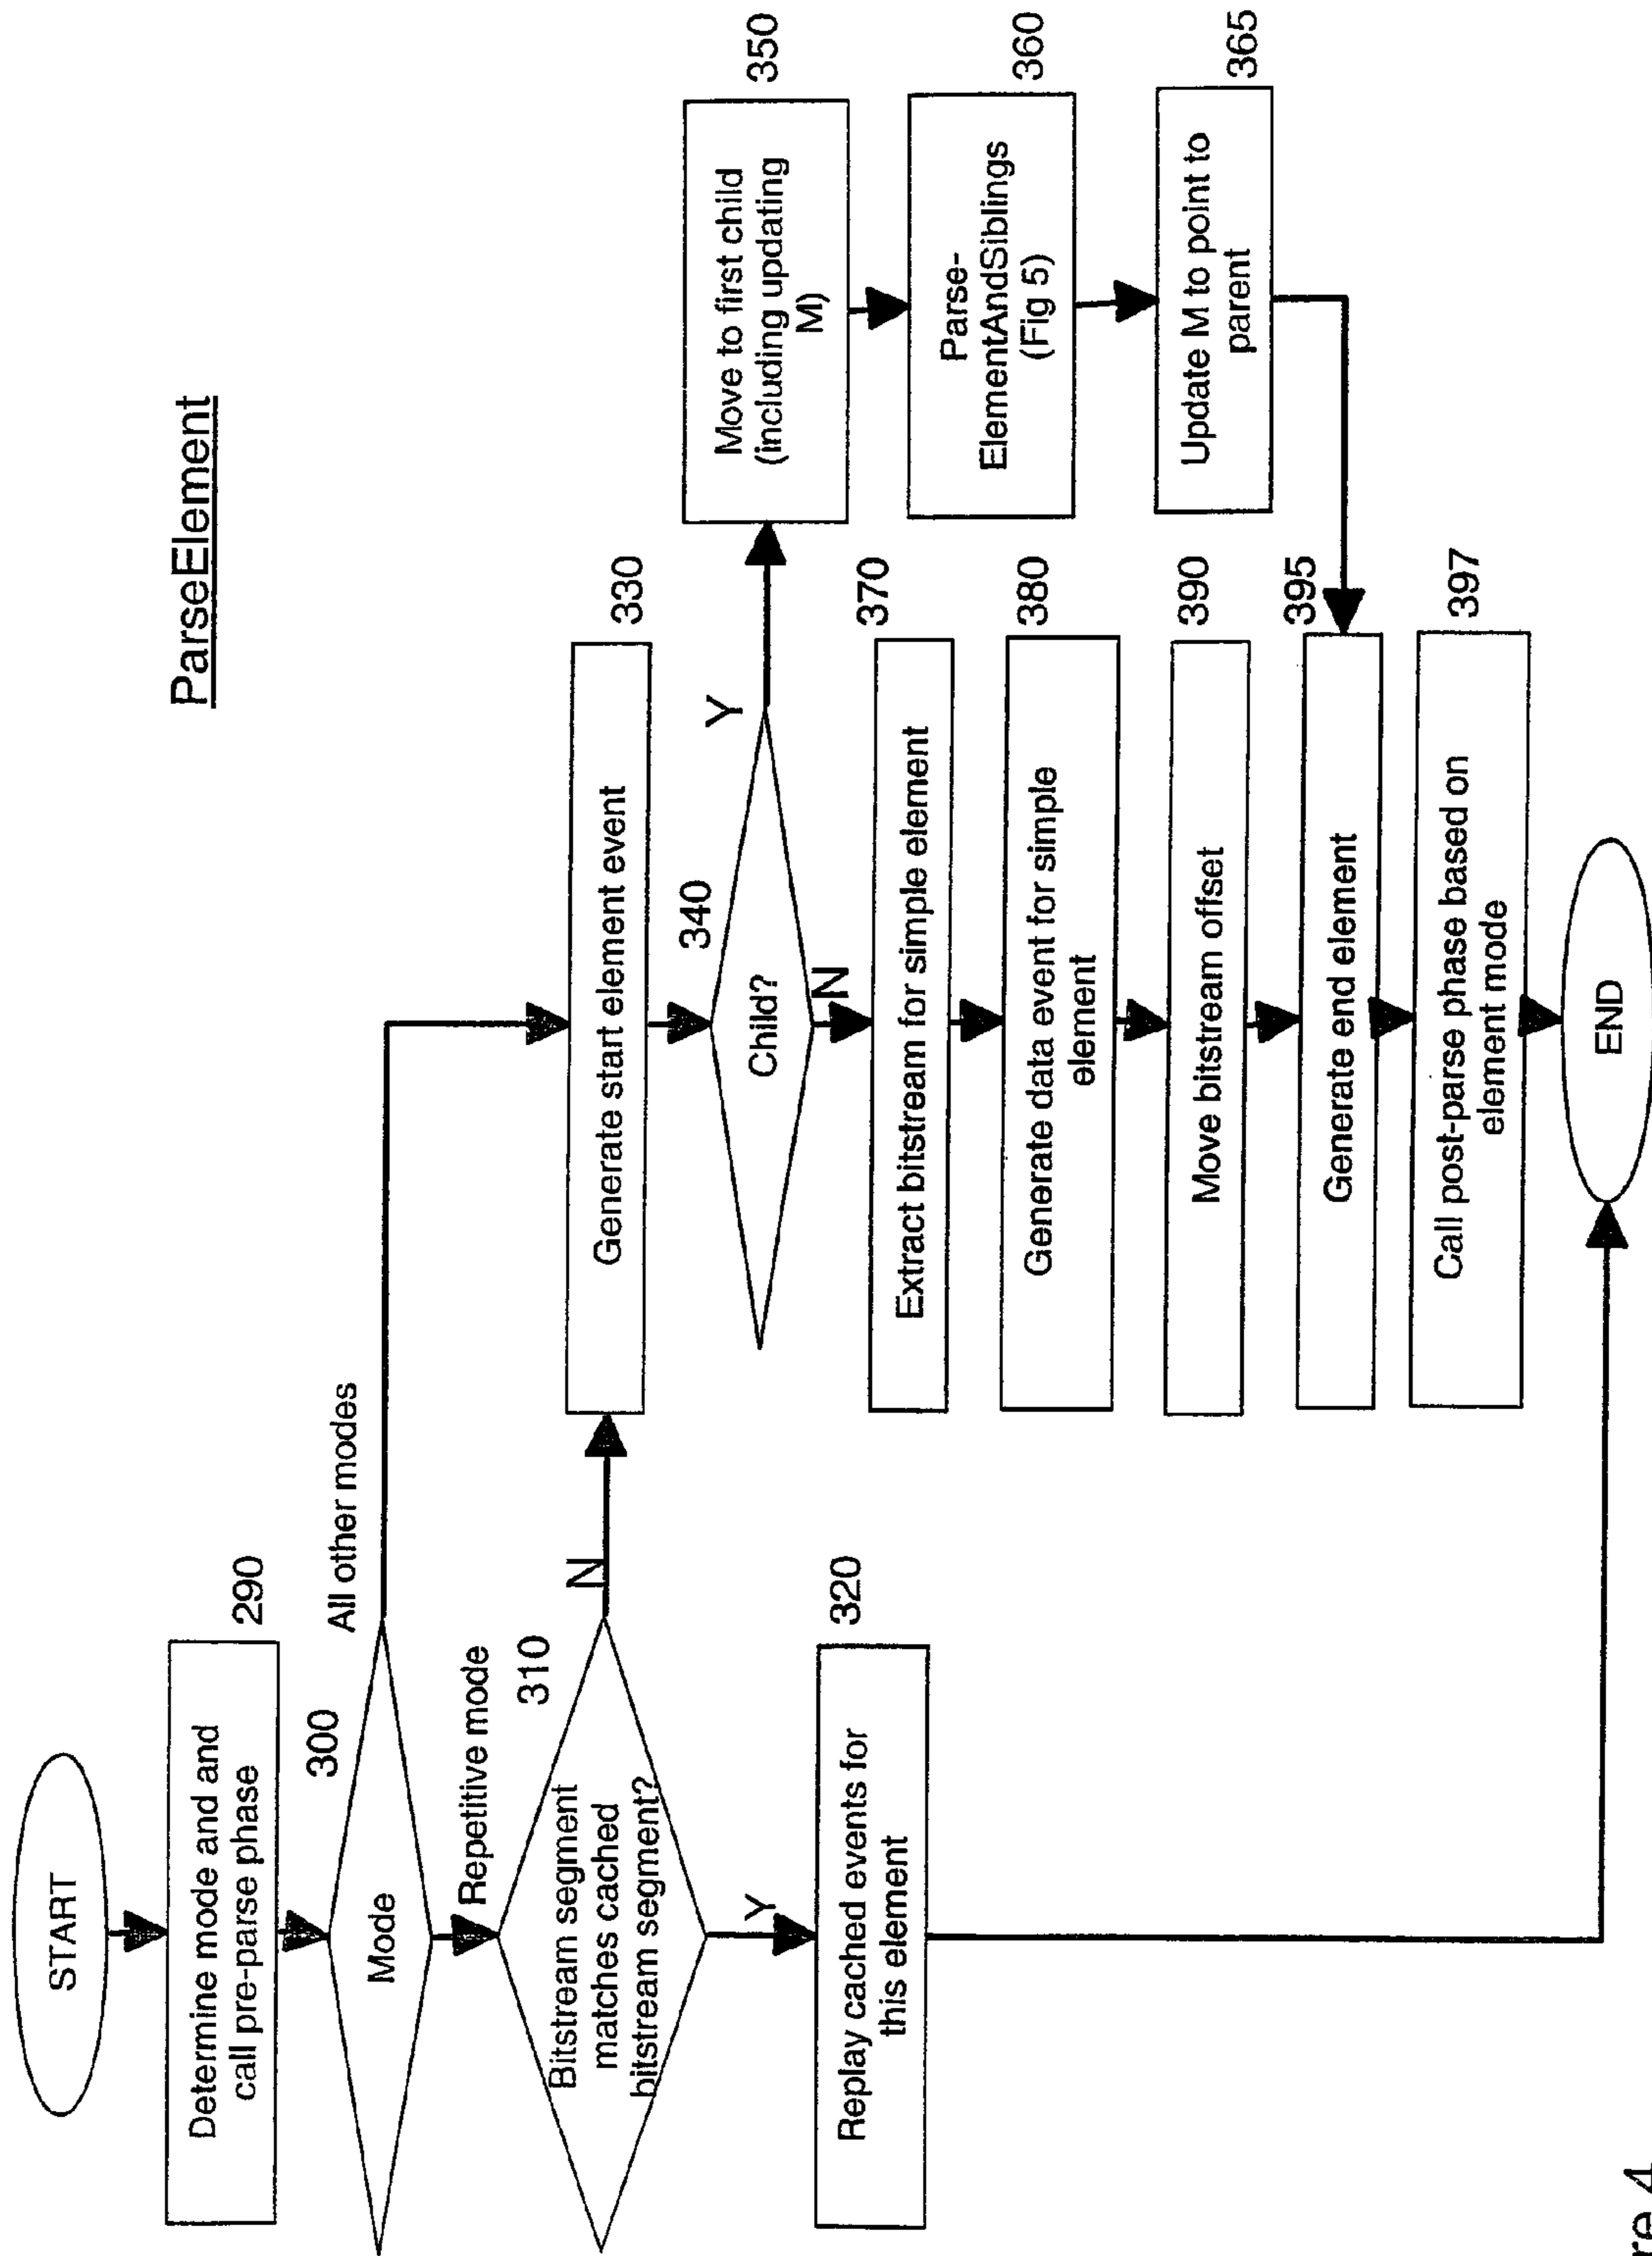 ParseElement
START
Determine mode and and
call pre-parse phase
290
300
Mode
All other modes
Repetitive mode
310
Bitstream segment
matches cached
bitstream segment?
N
Y
Replay cached events for
this element
320
Generate start element event
330
340
Child?
Y
N
Move to first child
(including updating
M)
350
Parse-
ElementAndSiblings
(Fig 5)
360
Update M to point to
parent
365
Extract bitstream for simple element
370
Generate data event for simple
element
380
Move bitstream offset
390
Generate end element
395
Call post-parse phase based on
element mode
397
END
re 4